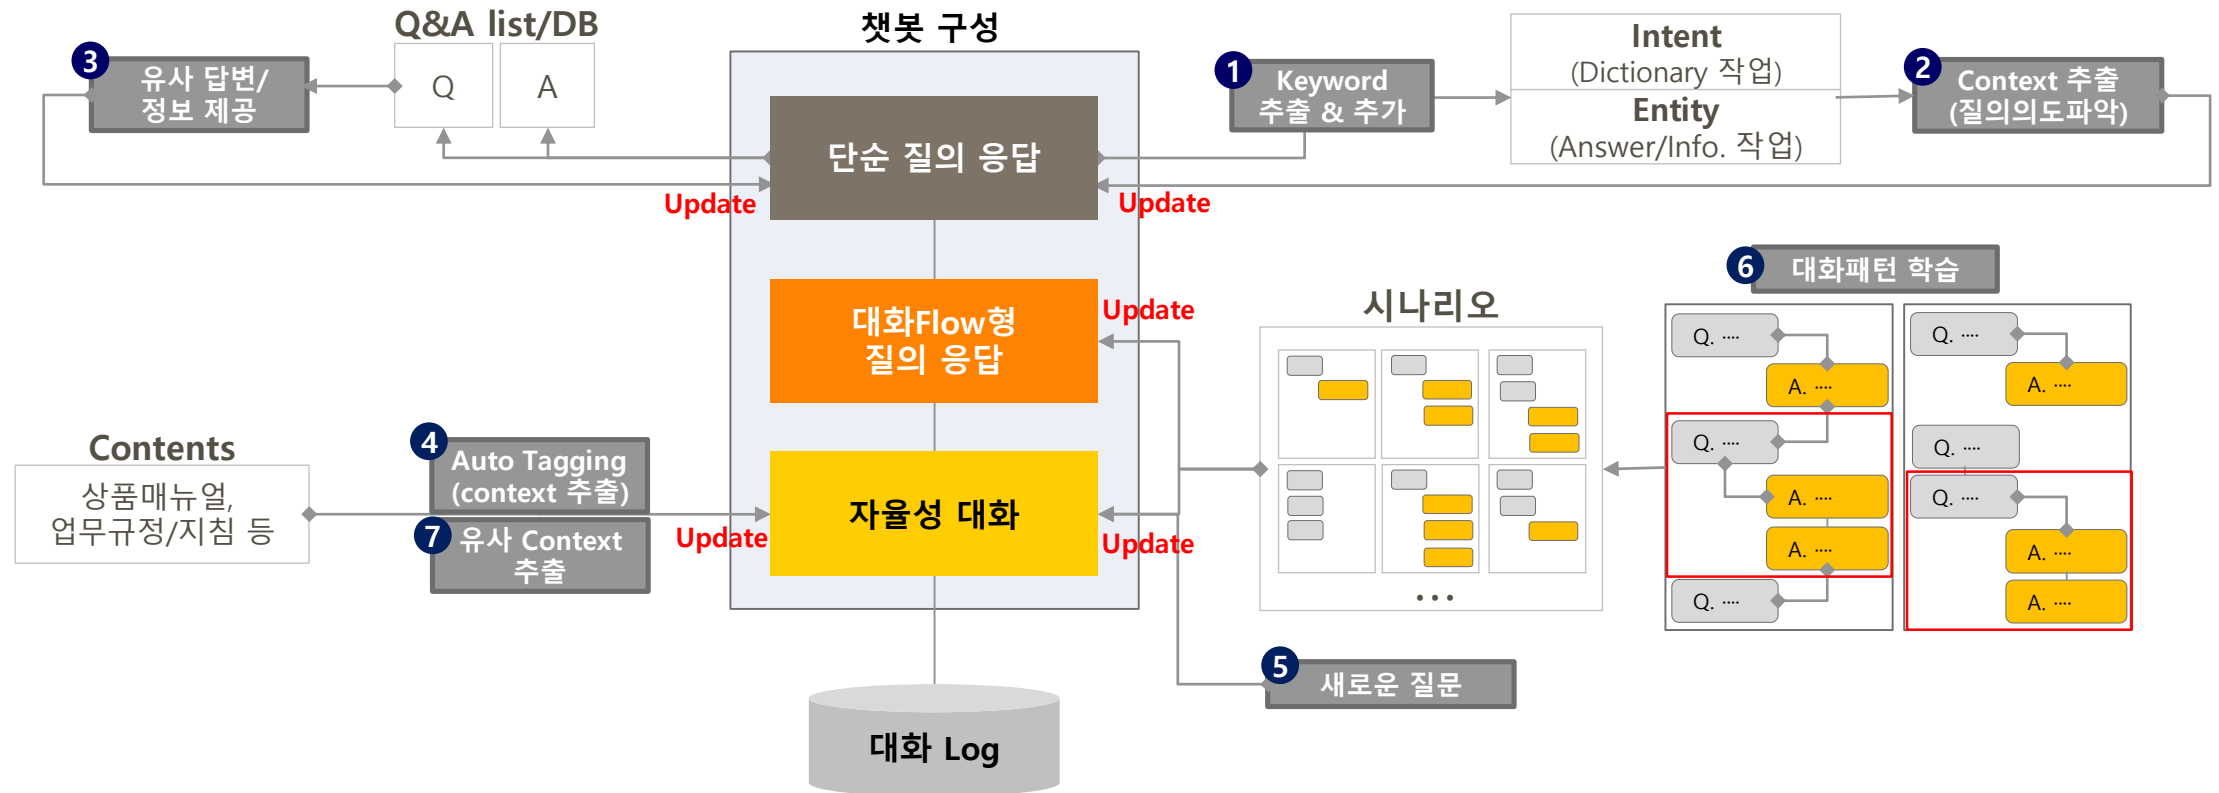 Q&A list/DB
챗봇 구성
3
유사 답변/
정보 제공
Q
A
1
Keyword
추출 & 추가
Intent
(Dictionary 작업)
Entity
(Answer/Info. 작업)
2
Context 추출
(질의의도파악)
단순 질의 응답
Update
Update
6
대화패턴 학습
대화Flow형
질의 응답
Update
시나리오
Q. ....
A. ....
Q. ....
A. ....
A. ....
Q. ....
Q. ....
A. ....
Q. ....
Q. ....
A. ....
A. ....
Contents
상품매뉴얼,
업무규정/지침 등
4
Auto Tagging
(context 추출)
7
유사 Context
추출
Update
자율성 대화
Update
...
5
새로운 질문
대화 Log